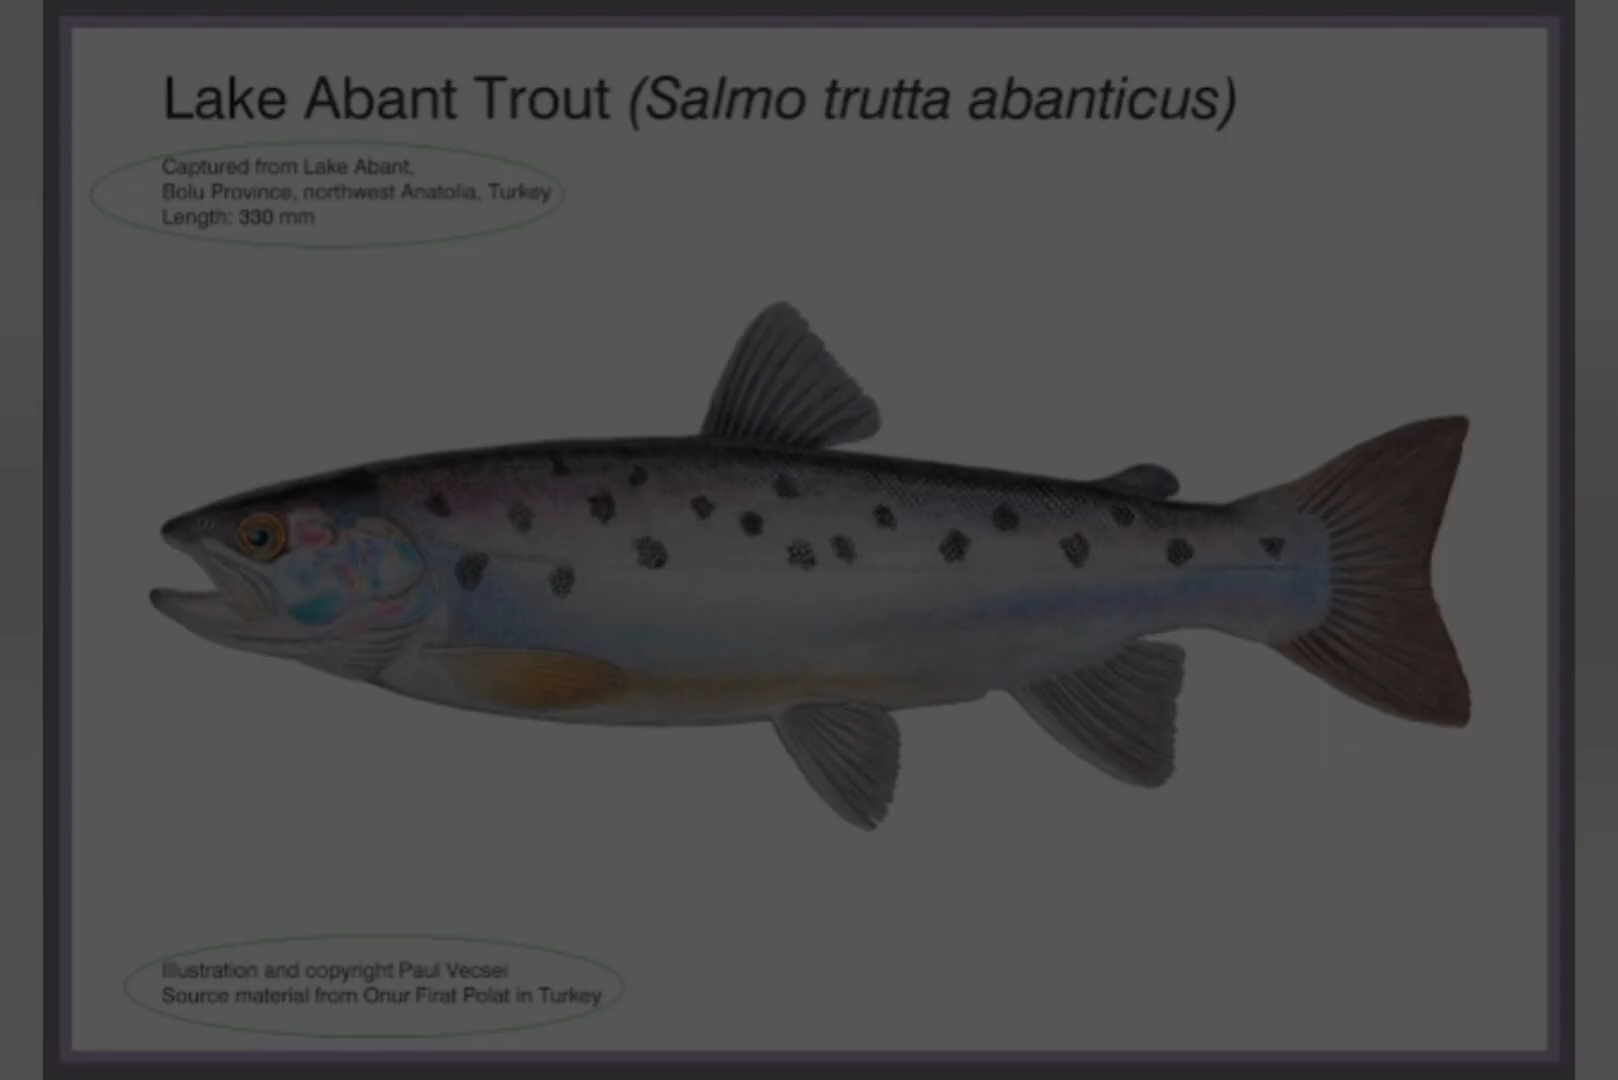 Lake Abant Trout (Salmo trutta abanticus)
Captured from Lake Abant,
Bolu Province, northwest Anatolia, Turkey
Length: 330 mm
Illustration and copyright Paul Vecsei
Source material from Onur Firat Polat in Turkey